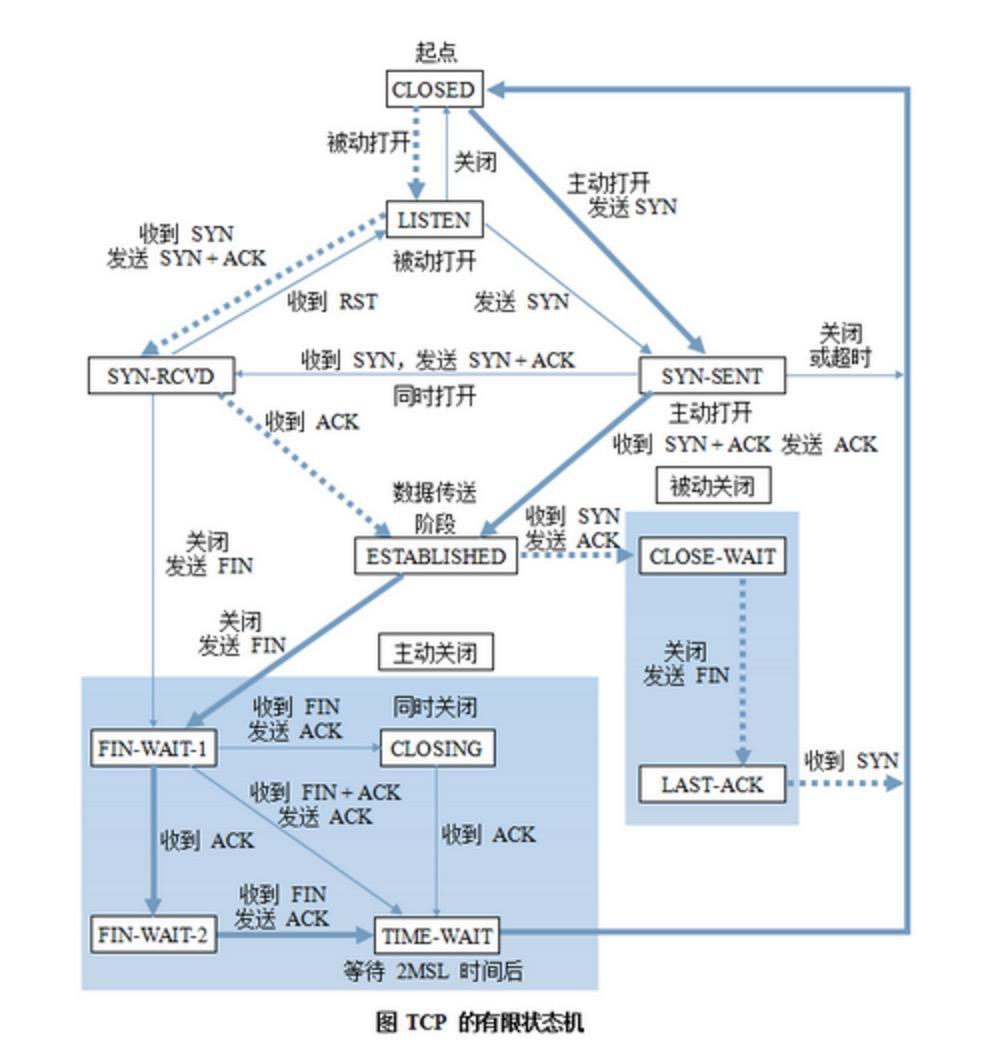 起点
CLOSED
被动打开
关闭
主动打开
发送SYN
LISTEN
收到 SYN
发送 SYN+ACK
被动打开
收到 RST
发送 SYN
关闭
或超时
SYN-RCVD
收到 SYN，发送 SYN+ACK
SYN-SENT
同时打开
主动打开
收到 ACK
收到 SYN+ACK 发送 ACK
被动关闭
数据传送
阶段
收到 SYN
发送 ACK
ESTABLISHED
CLOSE-WAIT
关闭
发送 FIN
关闭
发送 FIN
主动关闭
关闭
发送 FIN
收到 FIN
发送 ACK
同时关闭
FIN-WAIT-1
CLOSING
LAST-ACK
收到 SYN
收到 FIN+ACK
发送 ACK
收到 ACK
收到 ACK
收到 FIN
发送 ACK
FIN-WAIT-2
TIME-WAIT
等待 2MSL 时间后
图 TCP 的有限状态机